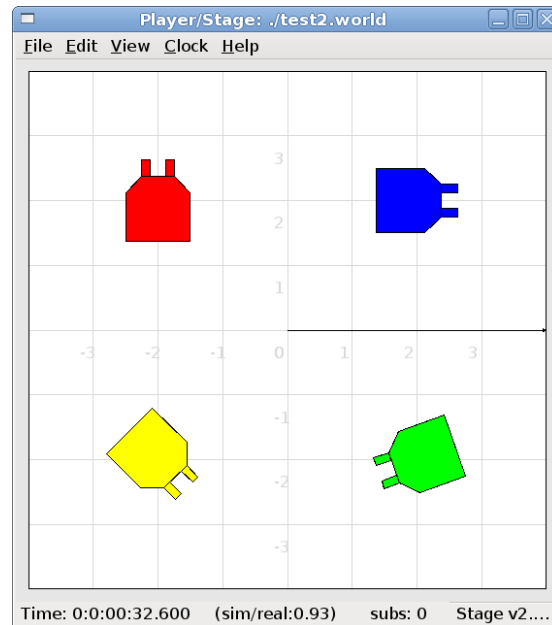 Player/Stage: ./test2.world
File Edit View Clock Help
3
2
1
-3 -2 -1 0 1 2 3
-1
-2
-3
Time: 0:0:00:32.600 (sim/real:0.93) subs: 0 Stage v2....